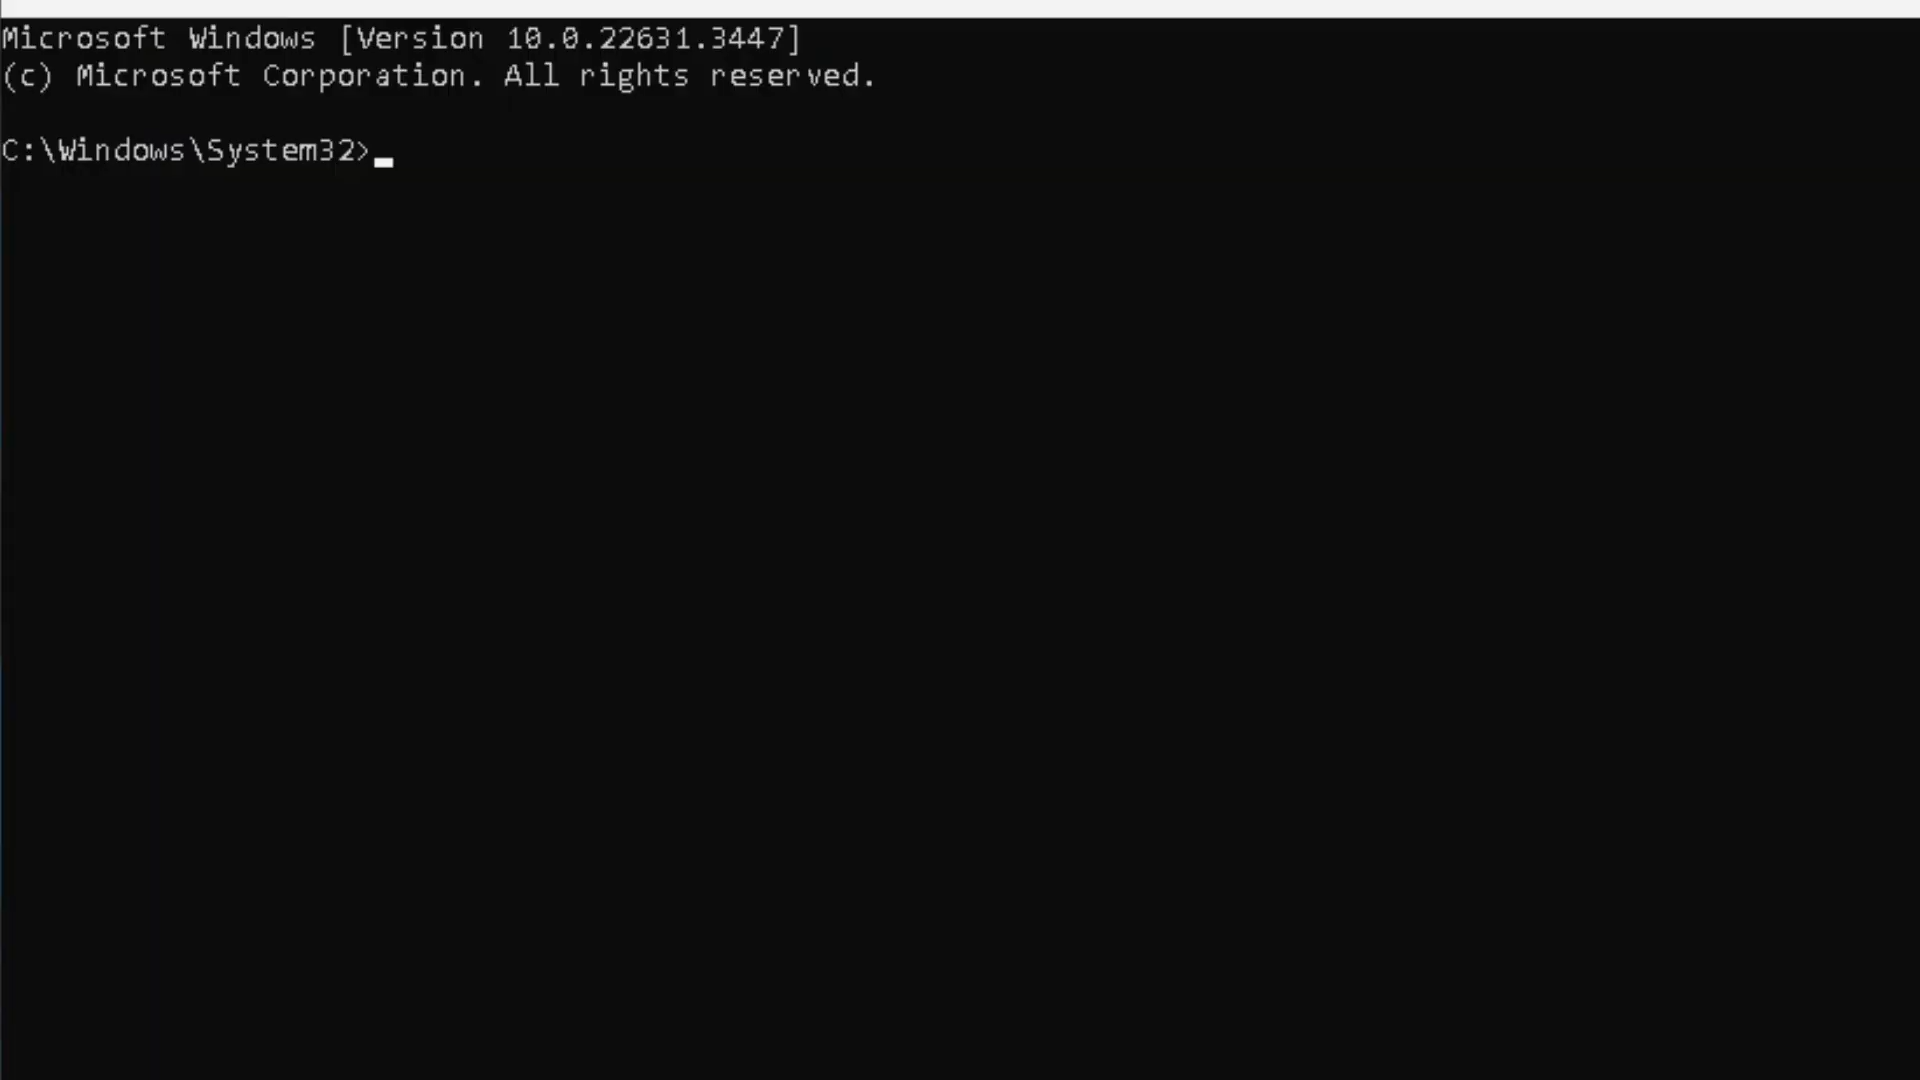 Microsoft Windows [Version 10.0.22631.3447]
(c) Microsoft Corporation. All rights reserved.
C:\Windows\System32>